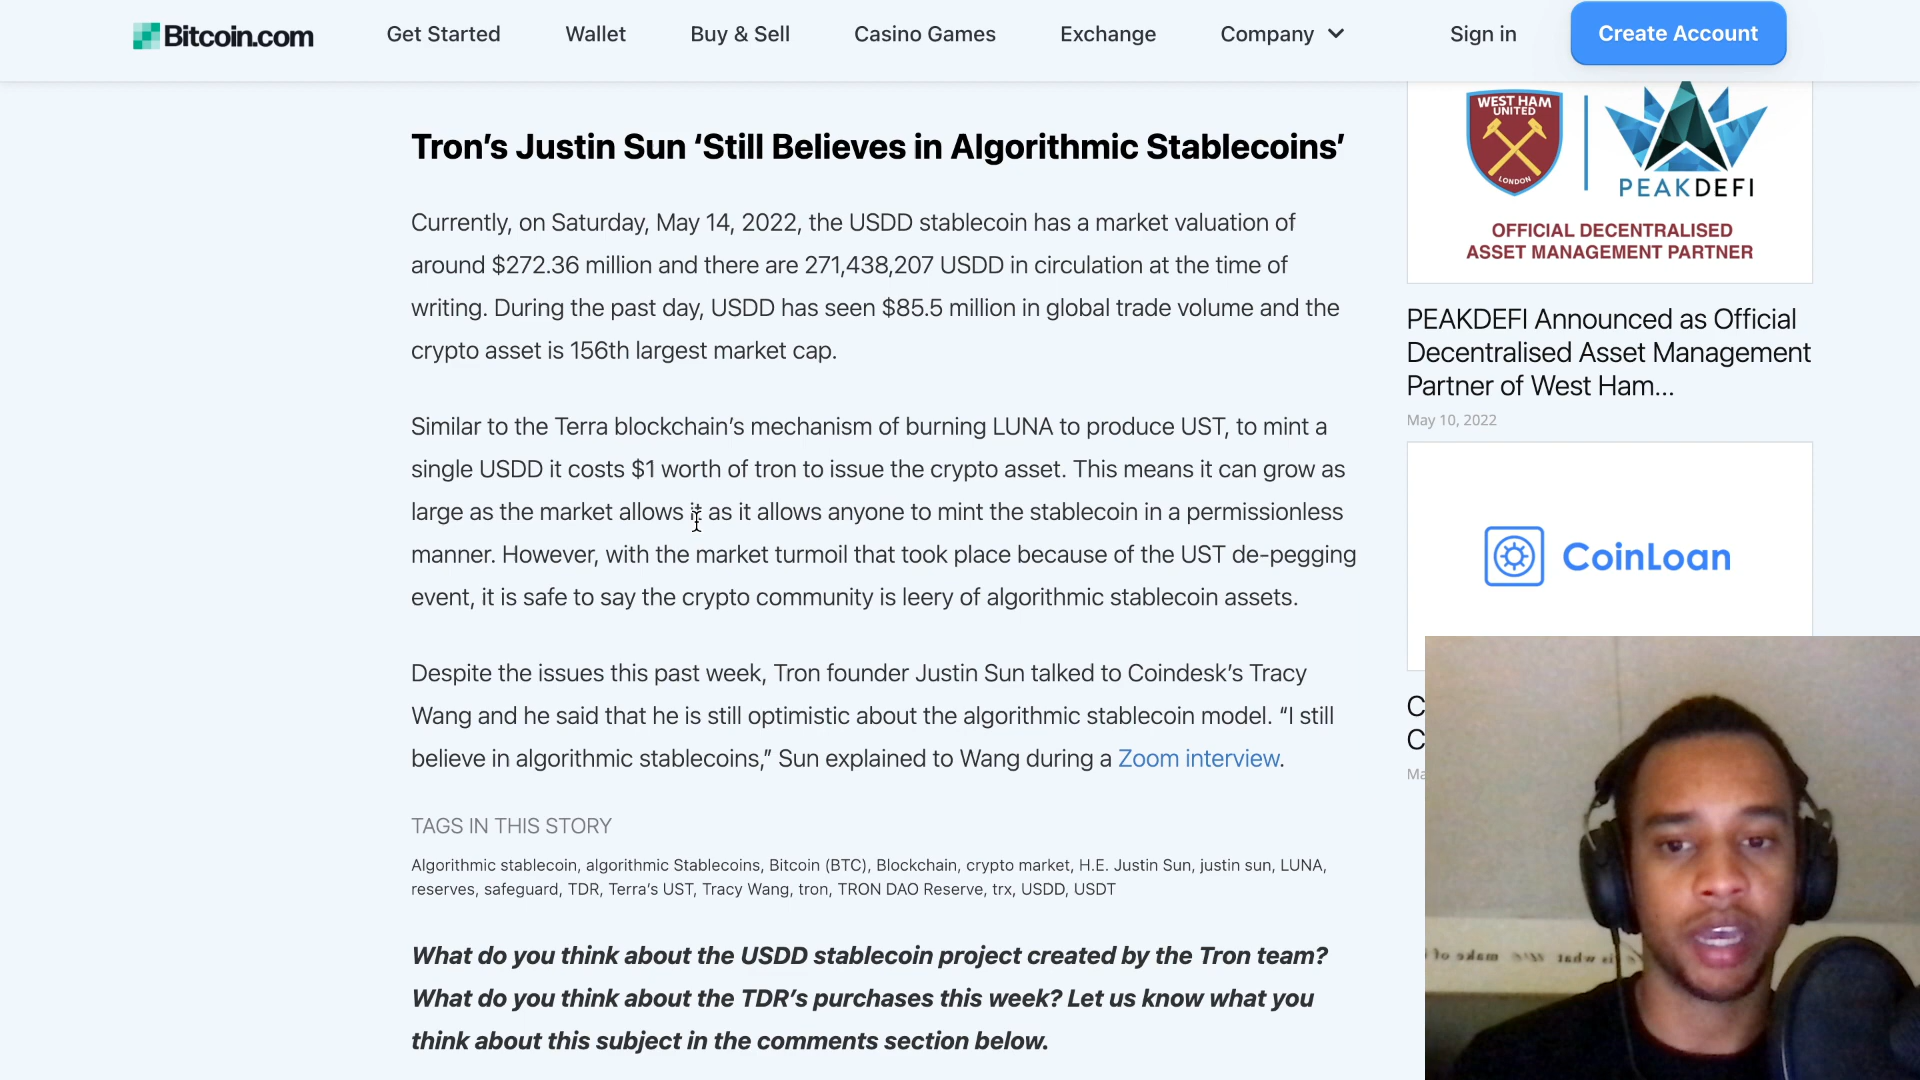 Bitcoin.com
Get Started
Wallet
Buy & Sell
Casino Games
Exchange
Company
Sign in
Create Account
Tron’s Justin Sun ‘Still Believes in Algorithmic Stablecoins’
Currently, on Saturday, May 14, 2022, the USDD stablecoin has a market valuation of
around $272.36 million and there are 271,438,207 USDD in circulation at the time of
writing. During the past day, USDD has seen $85.5 million in global trade volume and the
crypto asset is 156th largest market cap.
Similar to the Terra blockchain’s mechanism of burning LUNA to produce UST, to mint a
single USDD it costs $1 worth of tron to issue the crypto asset. This means it can grow as
large as the market allows it as it allows anyone to mint the stablecoin in a permissionless
manner. However, with the market turmoil that took place because of the UST de-pegging
event, it is safe to say the crypto community is leery of algorithmic stablecoin assets.
Despite the issues this past week, Tron founder Justin Sun talked to Coindesk’s Tracy
Wang and he said that he is still optimistic about the algorithmic stablecoin model. “I still
believe in algorithmic stablecoins,” Sun explained to Wang during a Zoom interview.
TAGS IN THIS STORY
Algorithmic stablecoin, algorithmic Stablecoins, Bitcoin (BTC), Blockchain, crypto market, H.E. Justin Sun, justin sun, LUNA,
reserves, safeguard, TDR, Terra’s UST, Tracy Wang, tron, TRON DAO Reserve, trx, USDD, USDT
What do you think about the USDD stablecoin project created by the Tron team?
What do you think about the TDR’s purchases this week? Let us know what you
think about this subject in the comments section below.
WEST HAM
UNITED
LONDON
PEAKDEFI
OFFICIAL DECENTRALISED
ASSET MANAGEMENT PARTNER
PEAKDEFI Announced as Official
Decentralised Asset Management
Partner of West Ham...
May 10, 2022
CoinLoan
C
C
Ma
is what
make of